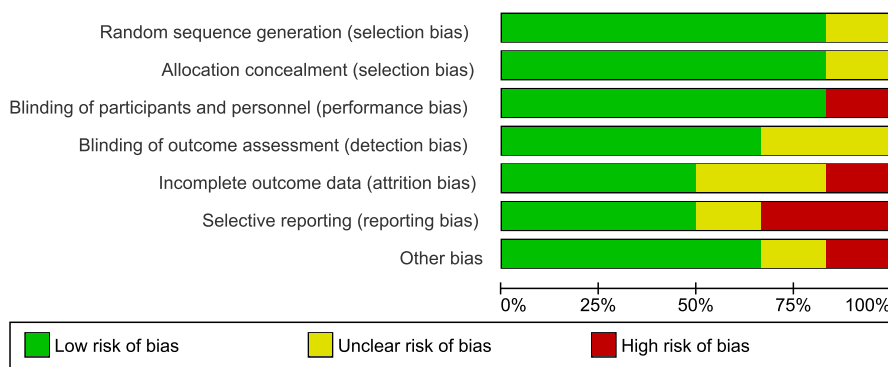 Random sequence generation (selection bias)
Allocation concealment (selection bias)
Blinding of participants and personnel (performance bias)
Blinding of outcome assessment (detection bias)
Incomplete outcome data (attrition bias)
Selective reporting (reporting bias)
Other bias
0% 25% 50% 75% 100%
Low risk of bias Unclear risk of bias High risk of bias